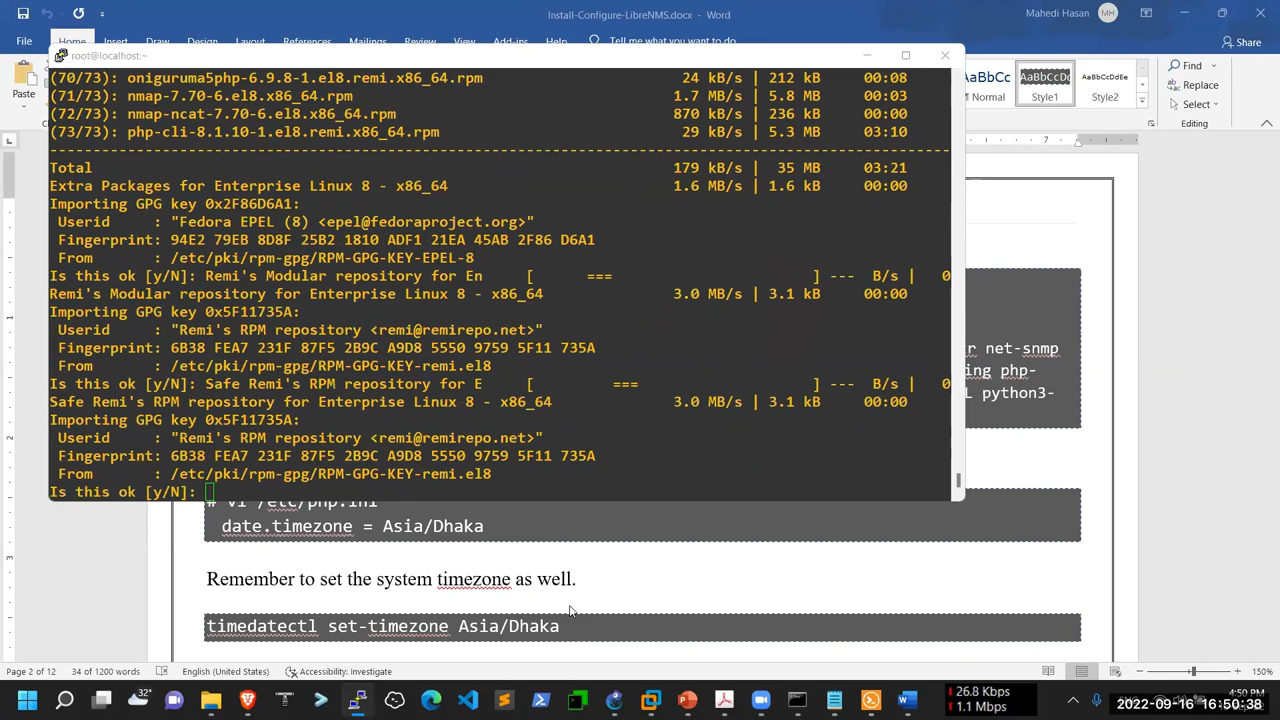 Install-Configure-LibreNMS.docx - Word
Mahedi Hasan
MH
File Home Insert Draw Design Layout References Mailings Review View Add-ins Help Tell me what you want to do Share
root@localhost:~
(70/73): oniguruma5php-6.9.8-1.el8.remi.x86_64.rpm 24 kB/s | 212 kB 00:08
(71/73): nmap-7.70-6.el8.x86_64.rpm 1.7 MB/s | 5.8 MB 00:03
(72/73): nmap-ncat-7.70-6.el8.x86_64.rpm 870 kB/s | 236 kB 00:00
(73/73): php-cli-8.1.10-1.el8.remi.x86_64.rpm 29 kB/s | 5.3 MB 03:10
Total 179 kB/s | 35 MB 03:21
Extra Packages for Enterprise Linux 8 - x86_64 1.6 MB/s | 1.6 kB 00:00
Importing GPG key 0x2F86D6A1:
Userid : "Fedora EPEL (8) <epel@fedoraproject.org>"
Fingerprint: 94E2 79EB 8D8F 25B2 1810 ADF1 21EA 45AB 2F86 D6A1
From : /etc/pki/rpm-gpg/RPM-GPG-KEY-EPEL-8
Is this ok [y/N]: Remi's Modular repository for En [ === ] --- B/s | 0
Remi's Modular repository for Enterprise Linux 8 - x86_64 3.0 MB/s | 3.1 kB 00:00
Importing GPG key 0x5F11735A:
Userid : "Remi's RPM repository <remi@remirepo.net>"
Fingerprint: 6B38 FEA7 231F 87F5 2B9C A9D8 5550 9759 5F11 735A
From : /etc/pki/rpm-gpg/RPM-GPG-KEY-remi.el8
Is this ok [y/N]: Safe Remi's RPM repository for E [ === ] --- B/s | 0
Safe Remi's RPM repository for Enterprise Linux 8 - x86_64 3.0 MB/s | 3.1 kB 00:00
Importing GPG key 0x5F11735A:
Userid : "Remi's RPM repository <remi@remirepo.net>"
Fingerprint: 6B38 FEA7 231F 87F5 2B9C A9D8 5550 9759 5F11 735A
From : /etc/pki/rpm-gpg/RPM-GPG-KEY-remi.el8
Is this ok [y/N]:
Paste
AaBbCcDd AaBbCcDd AaBbCcDdEe
Normal Style1 Style2
Find
Replace
Select
Editing
7
net-snmp
ing php-
python3-
# vi /etc/php.ini
date.timezone = Asia/Dhaka
Remember to set the system timezone as well.
timedatectl set-timezone Asia/Dhaka
Page 2 of 12 34 of 1200 words English (United States) Accessibility: Investigate 150%
32° 26.8 Kbps
1.1 Mbps
4:50 PM
2022-09-16 16:50:38